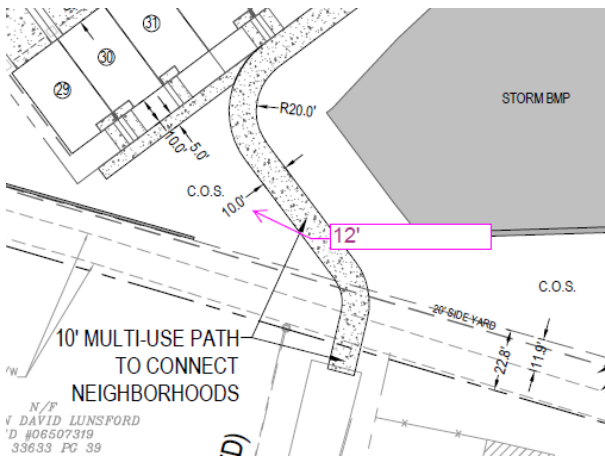 31
30
29
STORM BMP
R20.0'
10.0'
5.0'
C.O.S.
10.0'
12'
C.O.S.
20' SIDE YARD
22.8'
11.9'
10' MULTI-USE PATH
TO CONNECT
NEIGHBORHOODS
N/F
DAVID LUNSFORD
#06507319
33633 PG 39